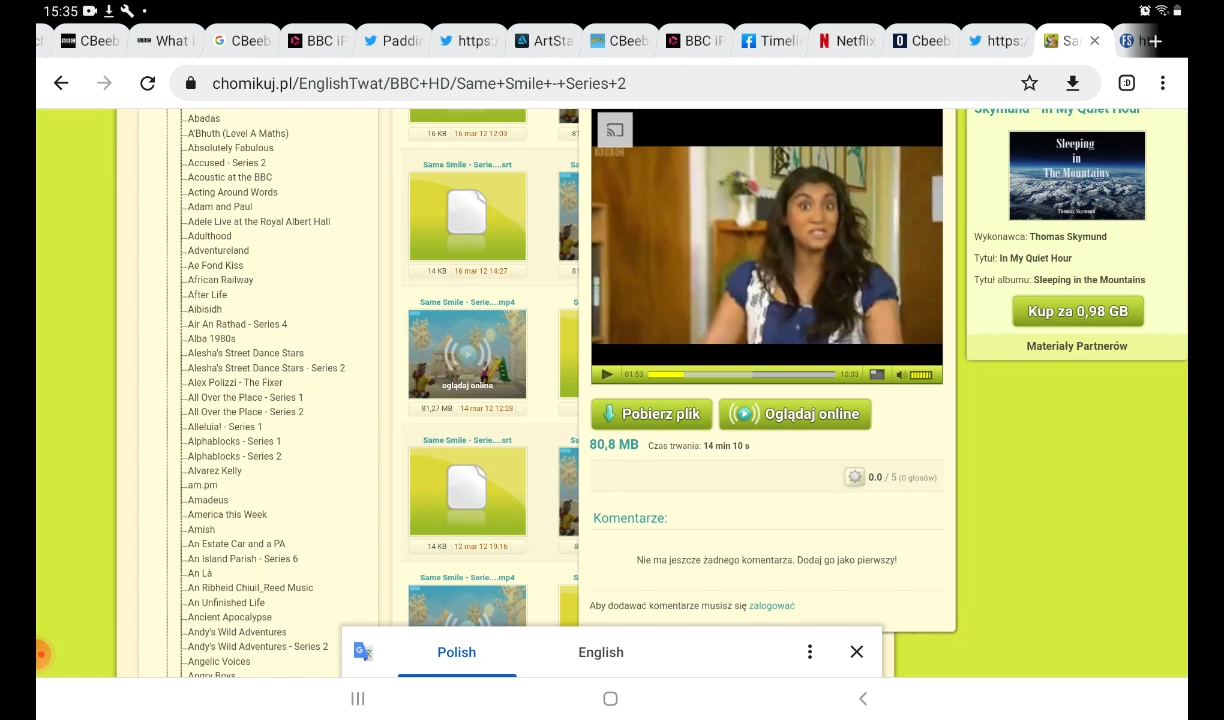 15:35
CBeeb
What i
CBeeb
BBC iP
Paddin
https:/
ArtSta
CBeeb
BBC iP
Timeli
Netflix
Cbeeb
https:/
Sa
chomikuj.pl/EnglishTwat/BBC+HD/Same+Smile+-+Series+2
Abadas
A'Bhuth (Level A Maths)
Absolutely Fabulous
Accused - Series 2
Acoustic at the BBC
Acting Around Words
Adam and Paul
Adele Live at the Royal Albert Hall
Adulthood
Adventureland
Ae Fond Kiss
African Railway
After Life
Aibisidh
Air An Rathad - Series 4
Alba 1980s
Alesha's Street Dance Stars
Alesha's Street Dance Stars - Series 2
Alex Polizzi - The Fixer
All Over the Place - Series 1
All Over the Place - Series 2
Alleluia! - Series 1
Alphablocks - Series 1
Alphablocks - Series 2
Alvarez Kelly
am.pm
Amadeus
America this Week
Amish
An Estate Car and a PA
An Island Parish - Series 6
An Là
An Ribheid Chiuil_Reed Music
An Unfinished Life
Ancient Apocalypse
Andy's Wild Adventures
Andy's Wild Adventures - Series 2
Angelic Voices
Angry Boys
16 KB 16 mar 12 12:03
81
Same Smile - Serie....srt
Sa
14 KB 16 mar 12 14:27
81
Same Smile - Serie....mp4
oglądaj online
81,27 MB 14 mar 12 12:28
Same Smile - Serie....srt
Sa
14 KB 12 mar 12 19:16
8
Same Smile - Serie....mp4
BBC
01:53
10:03
Pobierz plik
Oglądaj online
80,8 MB Czas trwania: 14 min 10 s
0.0 / 5 (0 głosów)
Komentarze:
Nie ma jeszcze żadnego komentarza. Dodaj go jako pierwszy!
Aby dodawać komentarze musisz się zalogować
Skymund - In My Quiet Hour
Sleeping
in
The Mountains
Thomas Skymund
Wykonawca: Thomas Skymund
Tytuł: In My Quiet Hour
Tytuł albumu: Sleeping in the Mountains
Kup za 0,98 GB
Materiały Partnerów
Polish
English